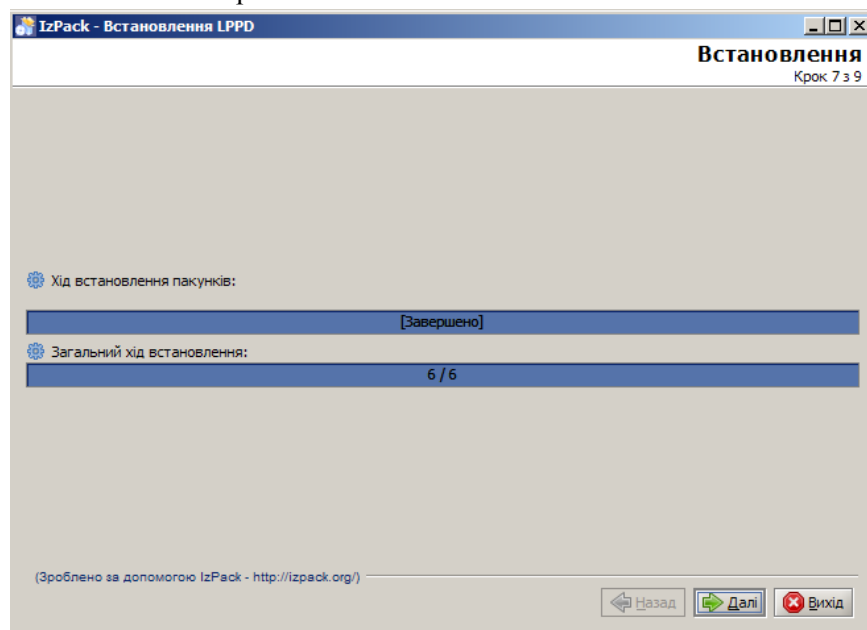 IzPack - Встановлення LPPD
Встановлення
Крок 7 з 9
Хід встановлення пакунків:
[Завершено]
Загальний хід встановлення:
6 / 6
(Зроблено за допомогою IzPack - http://izpack.org/)
Назад Далі Вихід